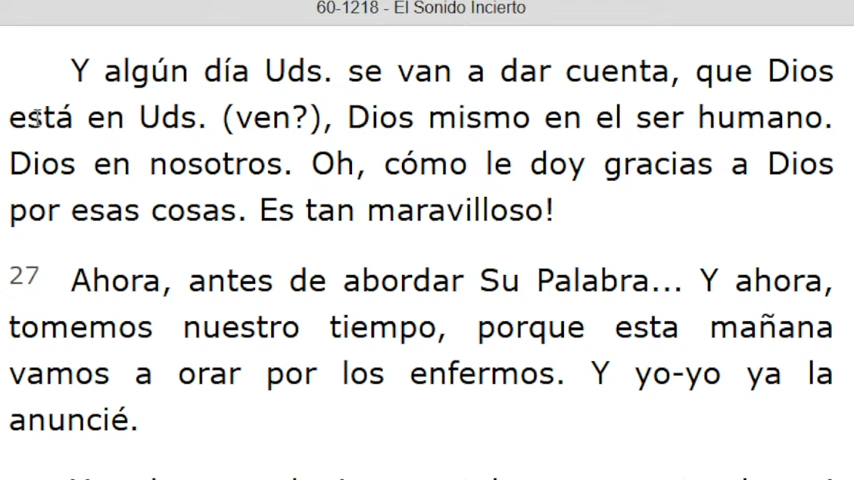 60-1218 - El Sonido Incierto
Y algún día Uds. se van a dar cuenta, que Dios
está en Uds. (ven?), Dios mismo en el ser humano.
Dios en nosotros. Oh, cómo le doy gracias a Dios
por esas cosas. Es tan maravilloso!
27 Ahora, antes de abordar Su Palabra... Y ahora,
tomemos nuestro tiempo, porque esta mañana
vamos a orar por los enfermos. Y yo-yo ya la
anuncié.